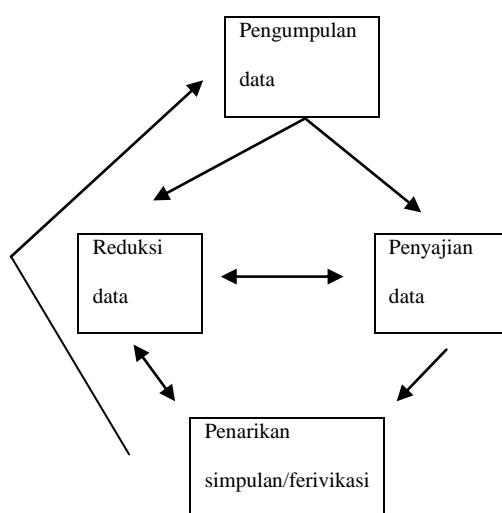 Pengumpulan
data
Reduksi
data
Penyajian
data
Penarikan
simpulan/ferivikasi